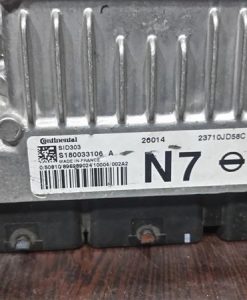 Continental
SID303
S180033106 A
MADE IN FRANCE
26014
23710JD58C
N7